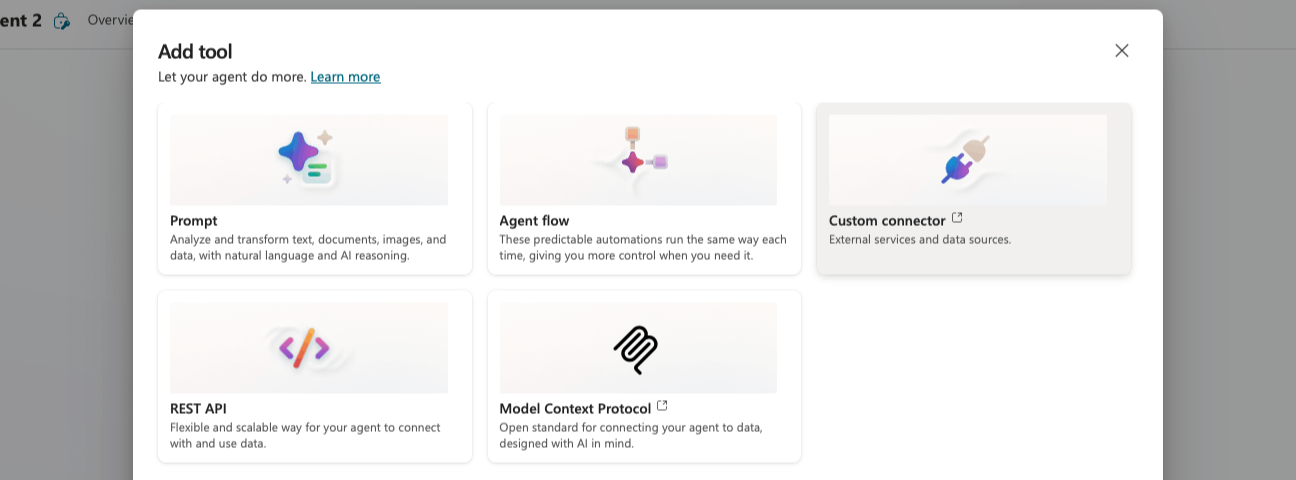 ent 2
Overvie
Add tool
Let your agent do more. Learn more
Prompt
Analyze and transform text, documents, images, and
data, with natural language and AI reasoning.
Agent flow
These predictable automations run the same way each
time, giving you more control when you need it.
Custom connector
External services and data sources.
REST API
Flexible and scalable way for your agent to connect
with and use data.
Model Context Protocol
Open standard for connecting your agent to data,
designed with AI in mind.